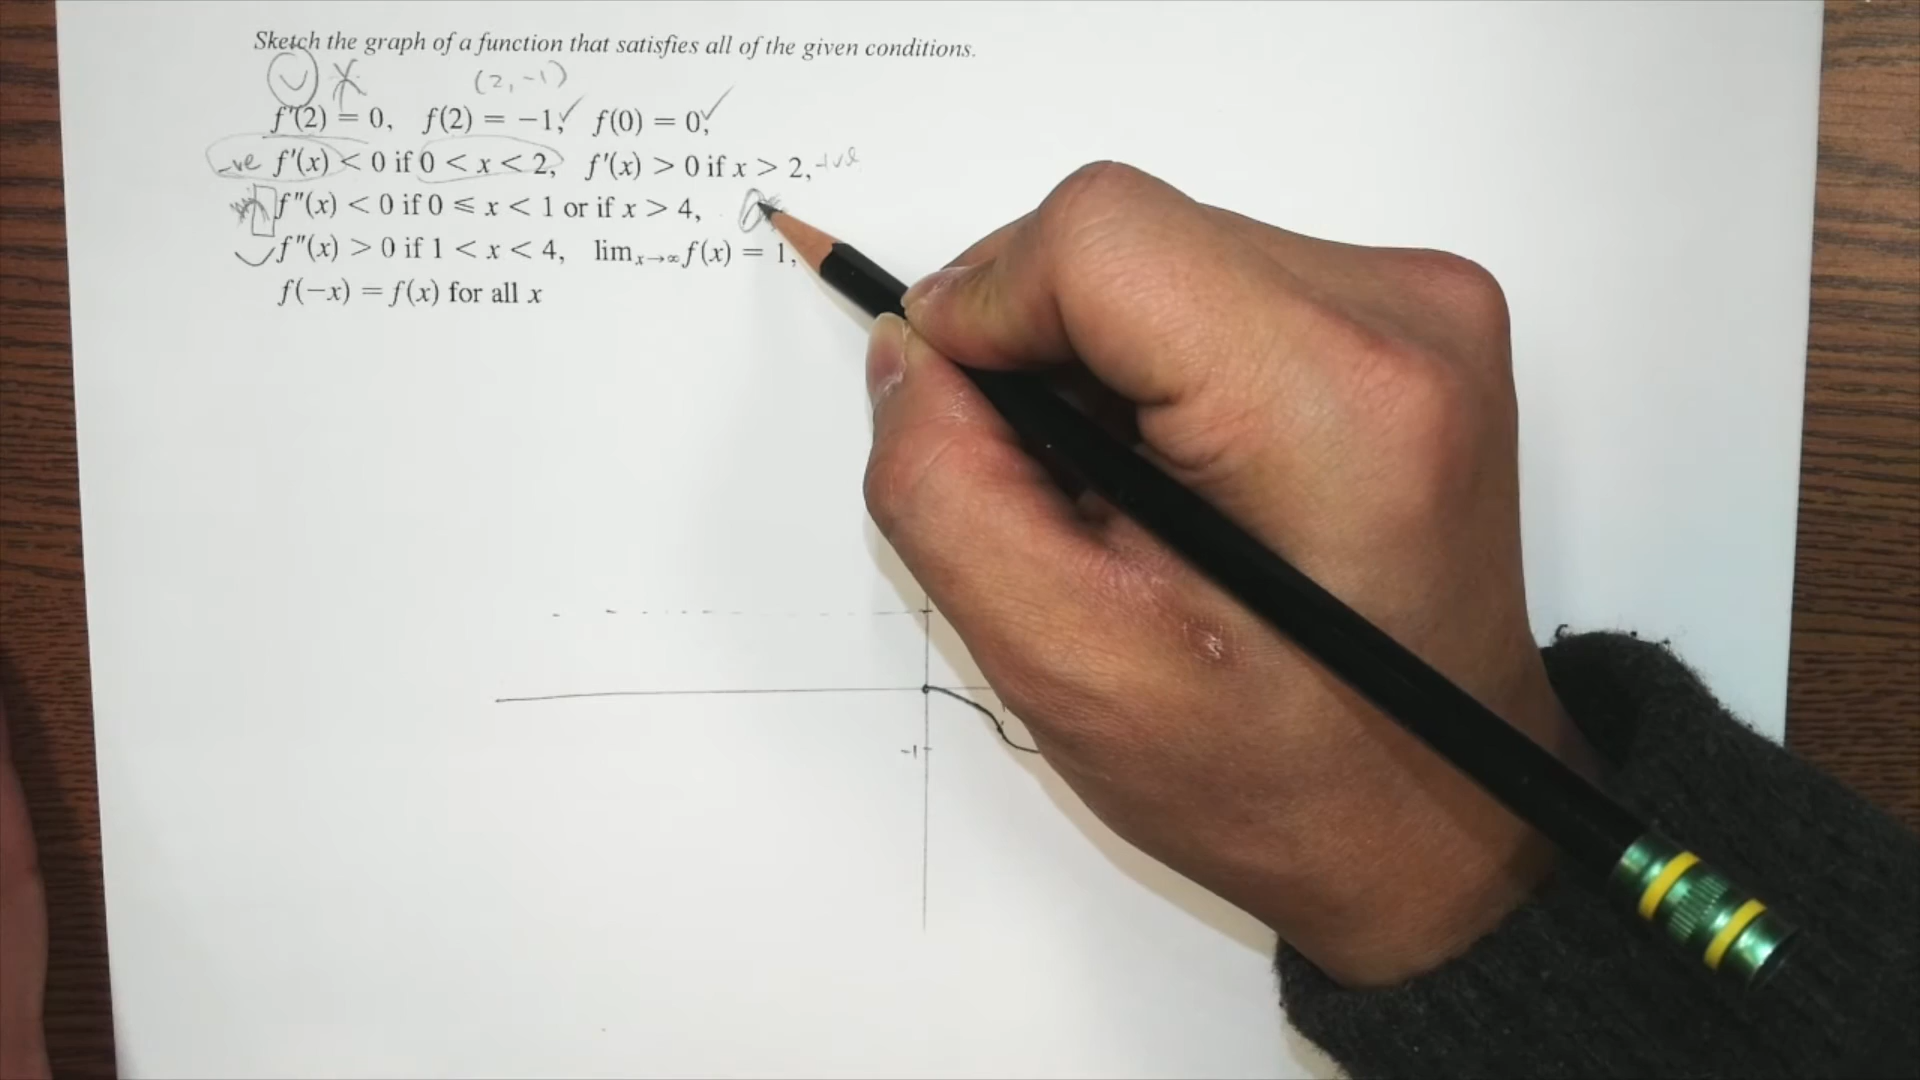 Sketch the graph of a function that satisfies all of the given conditions.
(2, -1)
f'(2) = 0, f(2) = −1, f(0) = 0,
-ve f'(x) < 0 if 0 < x < 2, f'(x) > 0 if x > 2, +ve
f''(x) < 0 if 0 ⩽ x < 1 or if x > 4,
f''(x) > 0 if 1 < x < 4, lim x→∞ f(x) = 1,
f(−x) = f(x) for all x
-1